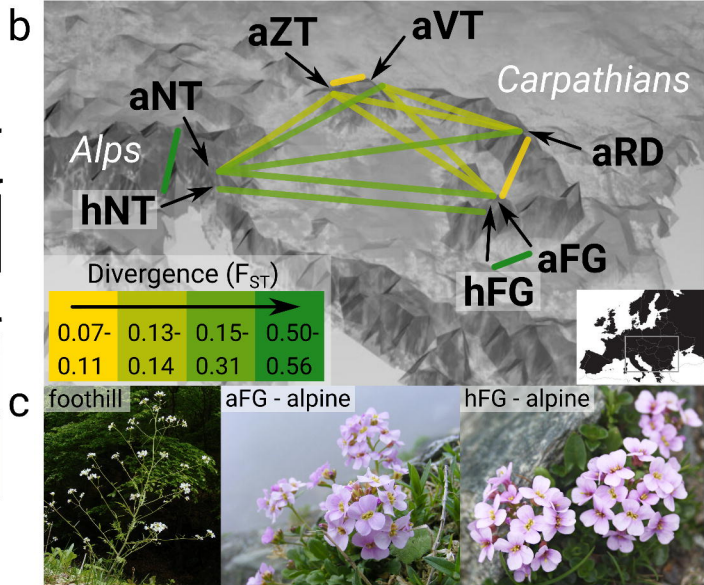 b
aZT
aVT
Carpathians
aNT
Alps
aRD
hNT
aFG
hFG
Divergence (FST)
0.07- 0.13- 0.15- 0.50-
0.11 0.14 0.31 0.56
c
foothill
aFG - alpine
hFG - alpine